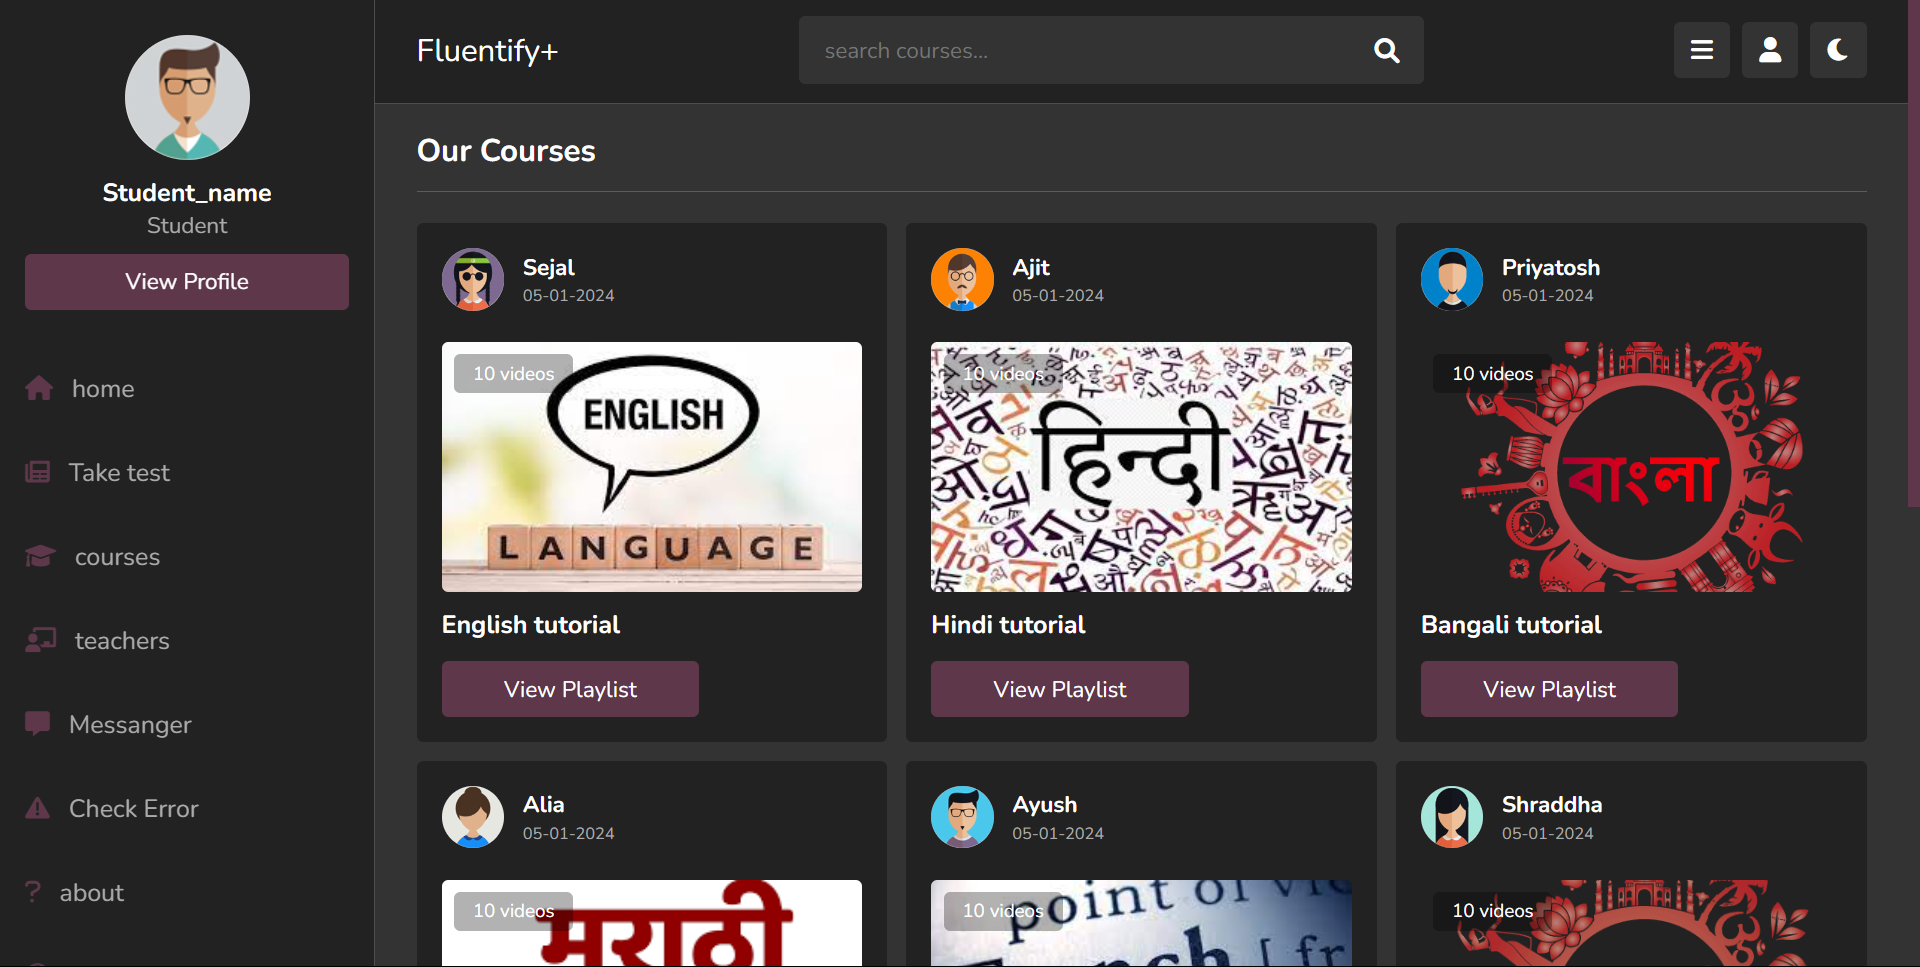 Student_name
Student
View Profile
home
Take test
courses
teachers
Messanger
Check Error
about
Fluentify+
search courses...
Our Courses
Sejal
05-01-2024
10 videos
ENGLISH
LANGUAGE
English tutorial
View Playlist
Ajit
05-01-2024
10 videos
हिन्दी
Hindi tutorial
View Playlist
Priyatosh
05-01-2024
10 videos
বাংলা
Bangali tutorial
View Playlist
Alia
05-01-2024
10 videos
मराठी
Ayush
05-01-2024
10 videos
point of
Shraddha
05-01-2024
10 videos